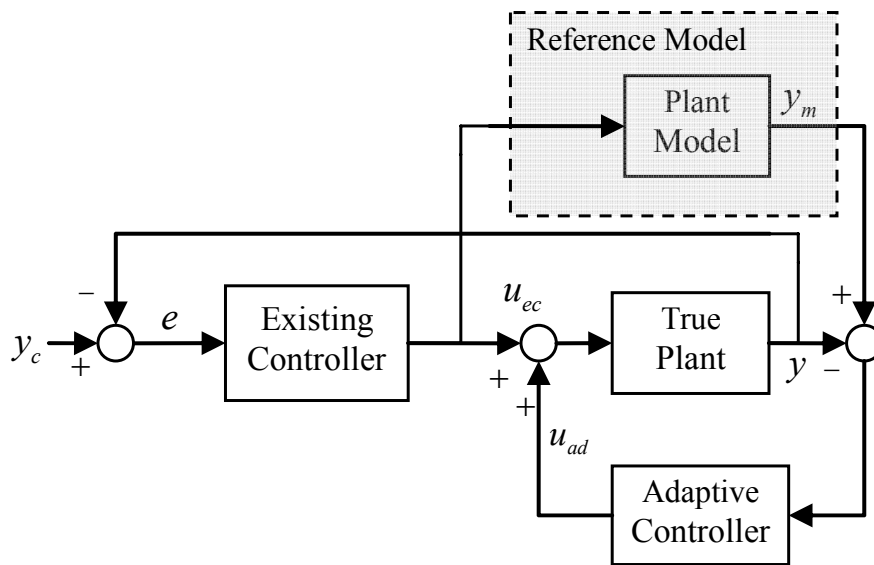 Reference Model
Plant
Model
y_m
−
+
u_ec
y_c
+
e
Existing
Controller
+
+
True
Plant
y
−
u_ad
Adaptive
Controller